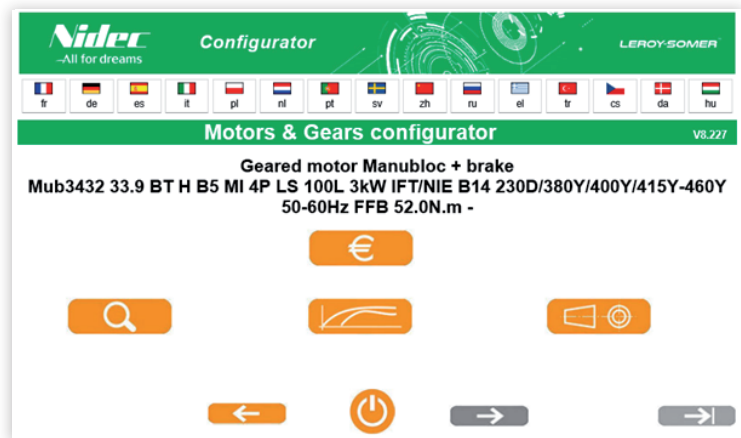 Nidec
All for dreams
Configurator
LEROY-SOMER
fr de es it pl nl pt sv zh ru el tr cs da hu
Motors & Gears configurator
V8.227
Geared motor Manubloc + brake
Mub3432 33.9 BT H B5 MI 4P LS 100L 3kW IFT/NIE B14 230D/380Y/400Y/415Y-460Y
50-60Hz FFB 52.0N.m -
€